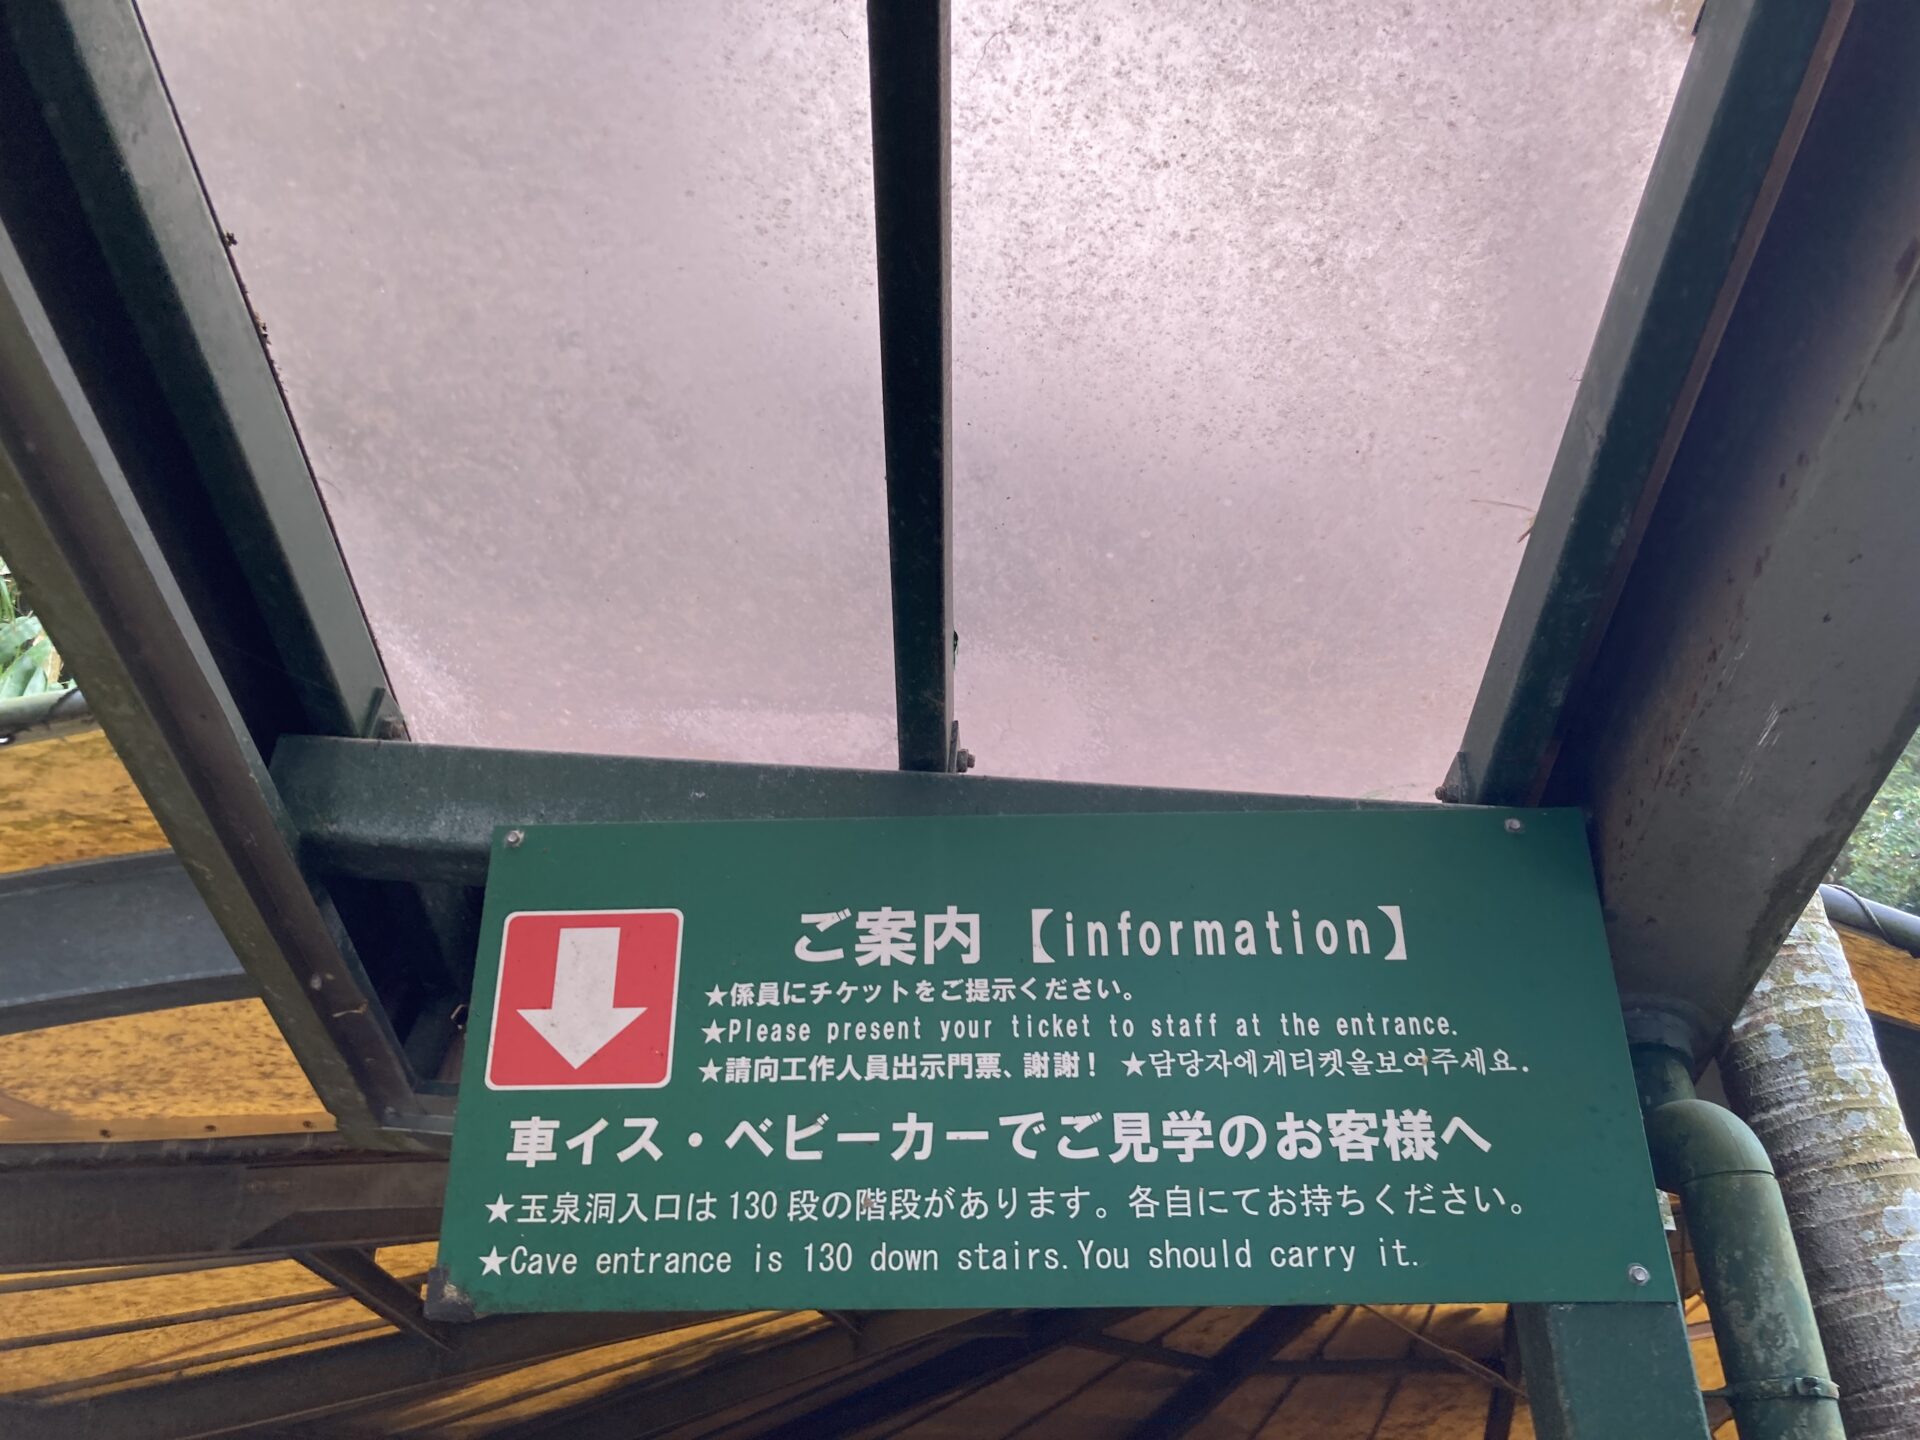 ご案内【information】
★係員にチケットをご提示ください。
★Please present your ticket to staff at the entrance.
★請向工作人員出示門票、謝謝！ ★담당자에게티켓을보여주세요.
車イス・ベビーカーでご見学のお客様へ
★玉泉洞入口は130段の階段があります。各自にてお持ちください。
★Cave entrance is 130 down stairs.You should carry it.